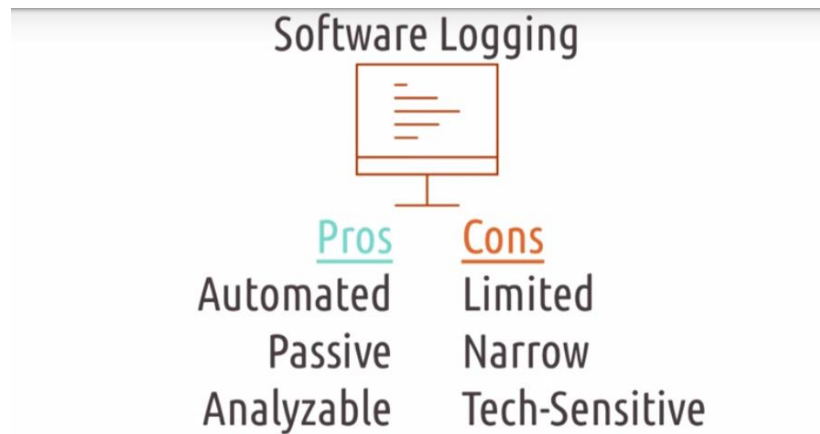 Software Logging
Pros Cons
Automated Limited
Passive Narrow
Analyzable Tech-Sensitive